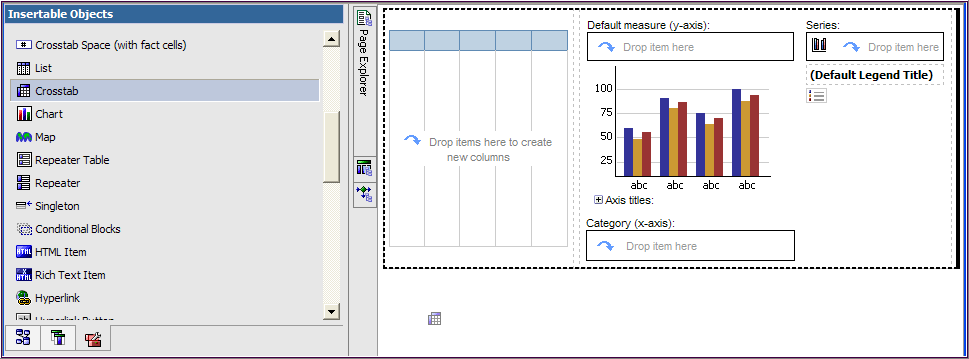 Insertable Objects
Crosstab Space (with fact cells)
List
Crosstab
Chart
Map
Repeater Table
Repeater
Singleton
Conditional Blocks
HTML Item
Rich Text Item
Hyperlink
Hyperlink Button
Page Explorer
Drop items here to create
new columns
Default measure (y-axis):
Drop item here
100
75
50
25
abc abc abc abc
Axis titles:
Category (x-axis):
Drop item here
Series:
Drop item here
(Default Legend Title)